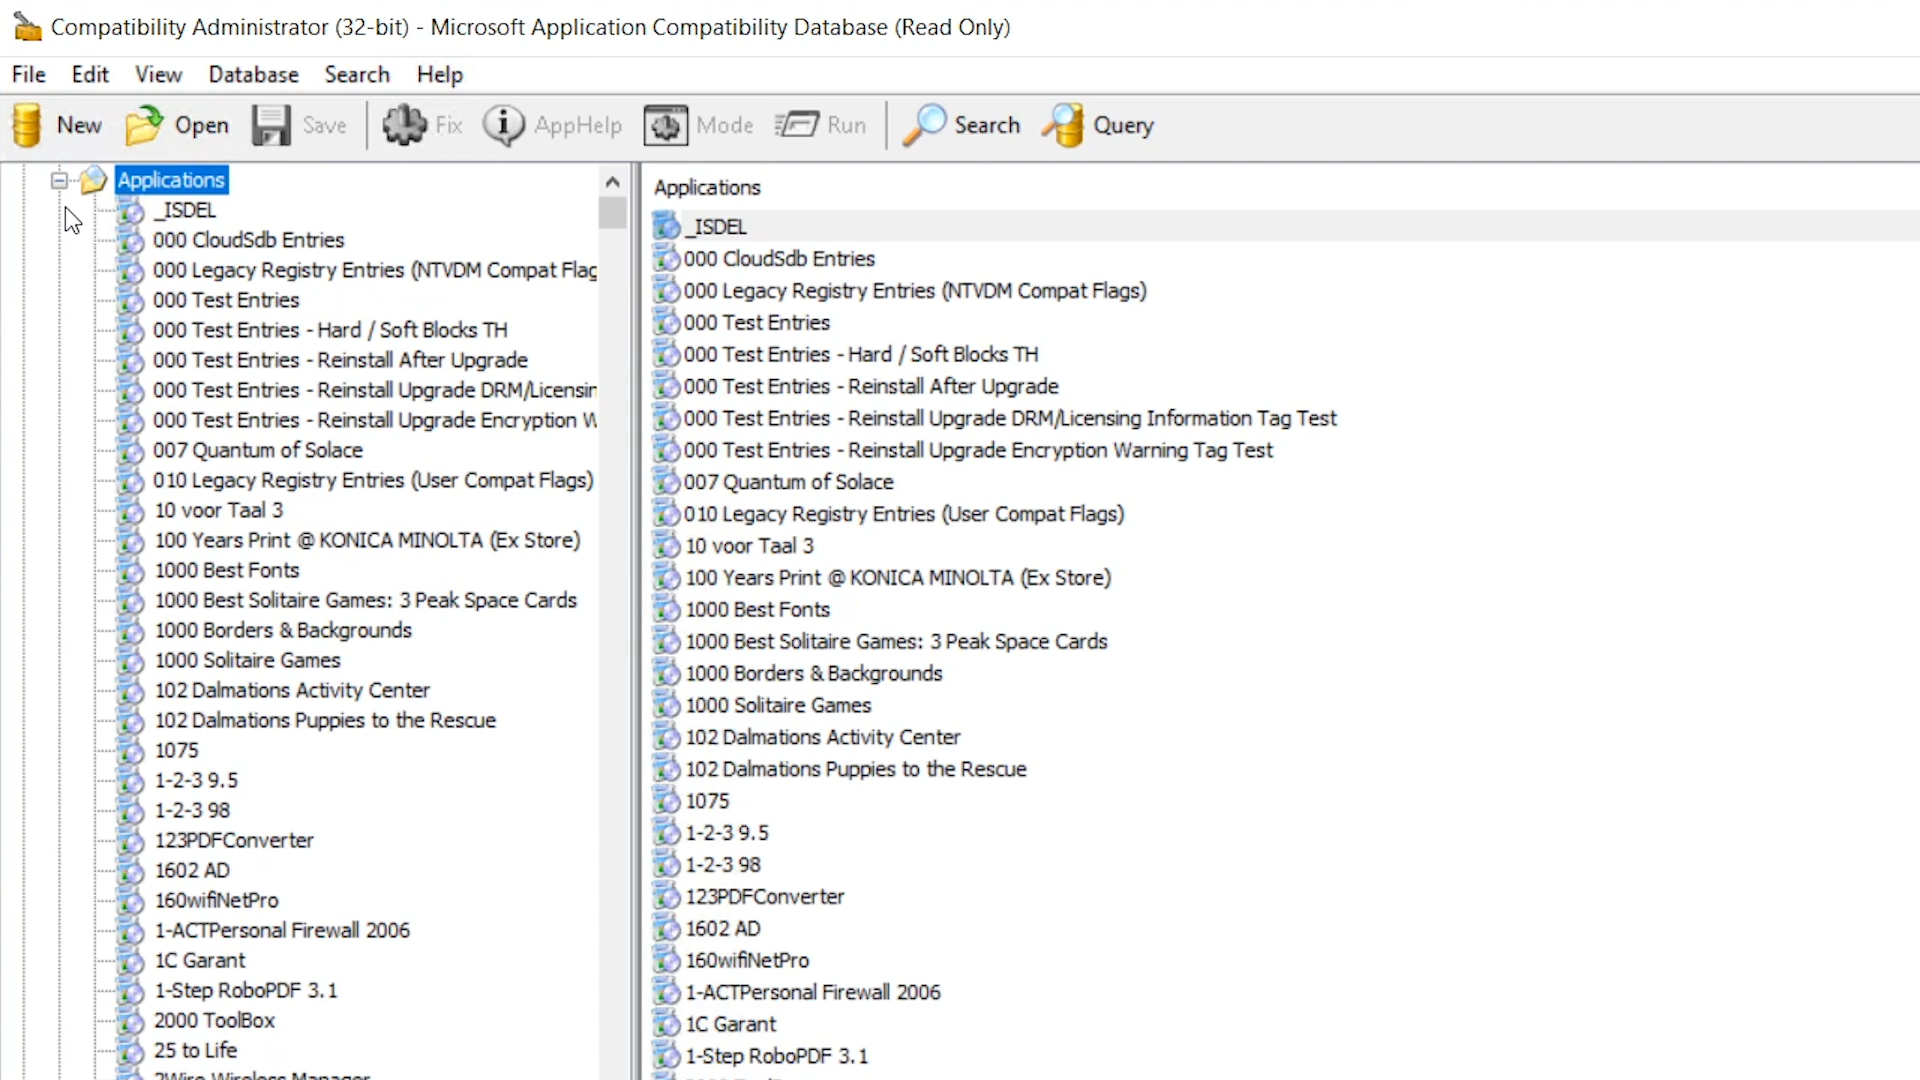 Compatibility Administrator (32-bit) - Microsoft Application Compatibility Database (Read Only)
File Edit View Database Search Help
New Open Save Fix AppHelp Mode Run Search Query
Applications
_ISDEL
000 CloudSdb Entries
000 Legacy Registry Entries (NTVDM Compat Flag
000 Test Entries
000 Test Entries - Hard / Soft Blocks TH
000 Test Entries - Reinstall After Upgrade
000 Test Entries - Reinstall Upgrade DRM/Licensin
000 Test Entries - Reinstall Upgrade Encryption W
007 Quantum of Solace
010 Legacy Registry Entries (User Compat Flags)
10 voor Taal 3
100 Years Print @ KONICA MINOLTA (Ex Store)
1000 Best Fonts
1000 Best Solitaire Games: 3 Peak Space Cards
1000 Borders & Backgrounds
1000 Solitaire Games
102 Dalmations Activity Center
102 Dalmations Puppies to the Rescue
1075
1-2-3 9.5
1-2-3 98
123PDFConverter
1602 AD
160wifiNetPro
1-ACTPersonal Firewall 2006
1C Garant
1-Step RoboPDF 3.1
2000 ToolBox
25 to Life
2Wire Wireless Manager
Applications
_ISDEL
000 CloudSdb Entries
000 Legacy Registry Entries (NTVDM Compat Flags)
000 Test Entries
000 Test Entries - Hard / Soft Blocks TH
000 Test Entries - Reinstall After Upgrade
000 Test Entries - Reinstall Upgrade DRM/Licensing Information Tag Test
000 Test Entries - Reinstall Upgrade Encryption Warning Tag Test
007 Quantum of Solace
010 Legacy Registry Entries (User Compat Flags)
10 voor Taal 3
100 Years Print @ KONICA MINOLTA (Ex Store)
1000 Best Fonts
1000 Best Solitaire Games: 3 Peak Space Cards
1000 Borders & Backgrounds
1000 Solitaire Games
102 Dalmations Activity Center
102 Dalmations Puppies to the Rescue
1075
1-2-3 9.5
1-2-3 98
123PDFConverter
1602 AD
160wifiNetPro
1-ACTPersonal Firewall 2006
1C Garant
1-Step RoboPDF 3.1